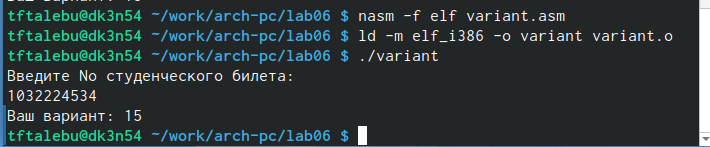 tftalebu@dk3n54 ~/work/arch-pc/lab06 $ nasm -f elf variant.asm
tftalebu@dk3n54 ~/work/arch-pc/lab06 $ ld -m elf_i386 -o variant variant.o
tftalebu@dk3n54 ~/work/arch-pc/lab06 $ ./variant
Введите No студенческого билета:
1032224534
Ваш вариант: 15
tftalebu@dk3n54 ~/work/arch-pc/lab06 $